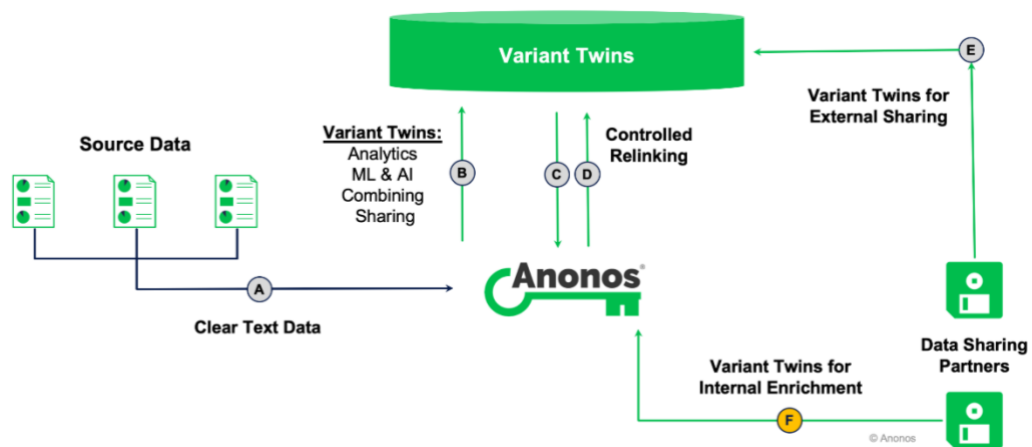 Variant Twins
E
Variant Twins for
External Sharing
Source Data
Variant Twins:
Analytics
ML & AI
Combining
Sharing
B
C
D
Controlled
Relinking
A
Clear Text Data
Anonos®
Data Sharing
Partners
Variant Twins for
Internal Enrichment
F
© Anonos